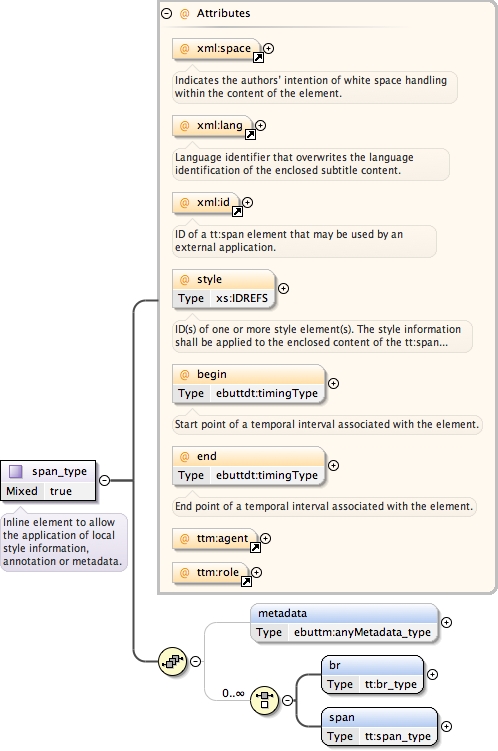 @ Attributes
@ xml:space
Indicates the authors' intention of white space handling
within the content of the element.
@ xml:lang
Language identifier that overwrites the language
identification of the enclosed subtitle content.
@ xml:id
ID of a tt:span element that may be used by an
external application.
@ style
Type xs:IDREFS
ID(s) of one or more style element(s). The style information
shall be applied to the enclosed content of the tt:span...
@ begin
Type ebuttdt:timingType
Start point of a temporal interval associated with the element.
@ end
Type ebuttdt:timingType
End point of a temporal interval associated with the element.
@ ttm:agent
@ ttm:role
span_type
Mixed true
Inline element to allow
the application of local
style information,
annotation or metadata.
metadata
Type ebuttm:anyMetadata_type
0..∞
br
Type tt:br_type
span
Type tt:span_type